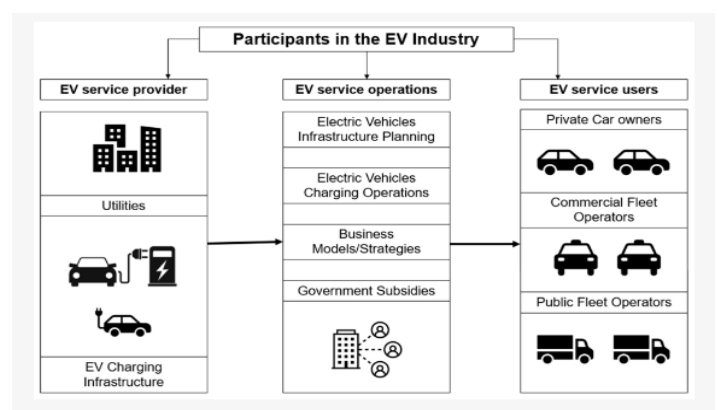 Participants in the EV Industry
EV service provider
EV service operations
EV service users
Utilities
EV Charging
Infrastructure
Electric Vehicles
Infrastructure Planning
Electric Vehicles
Charging Operations
Business
Models/Strategies
Government Subsidies
Private Car owners
Commercial Fleet
Operators
Public Fleet Operators